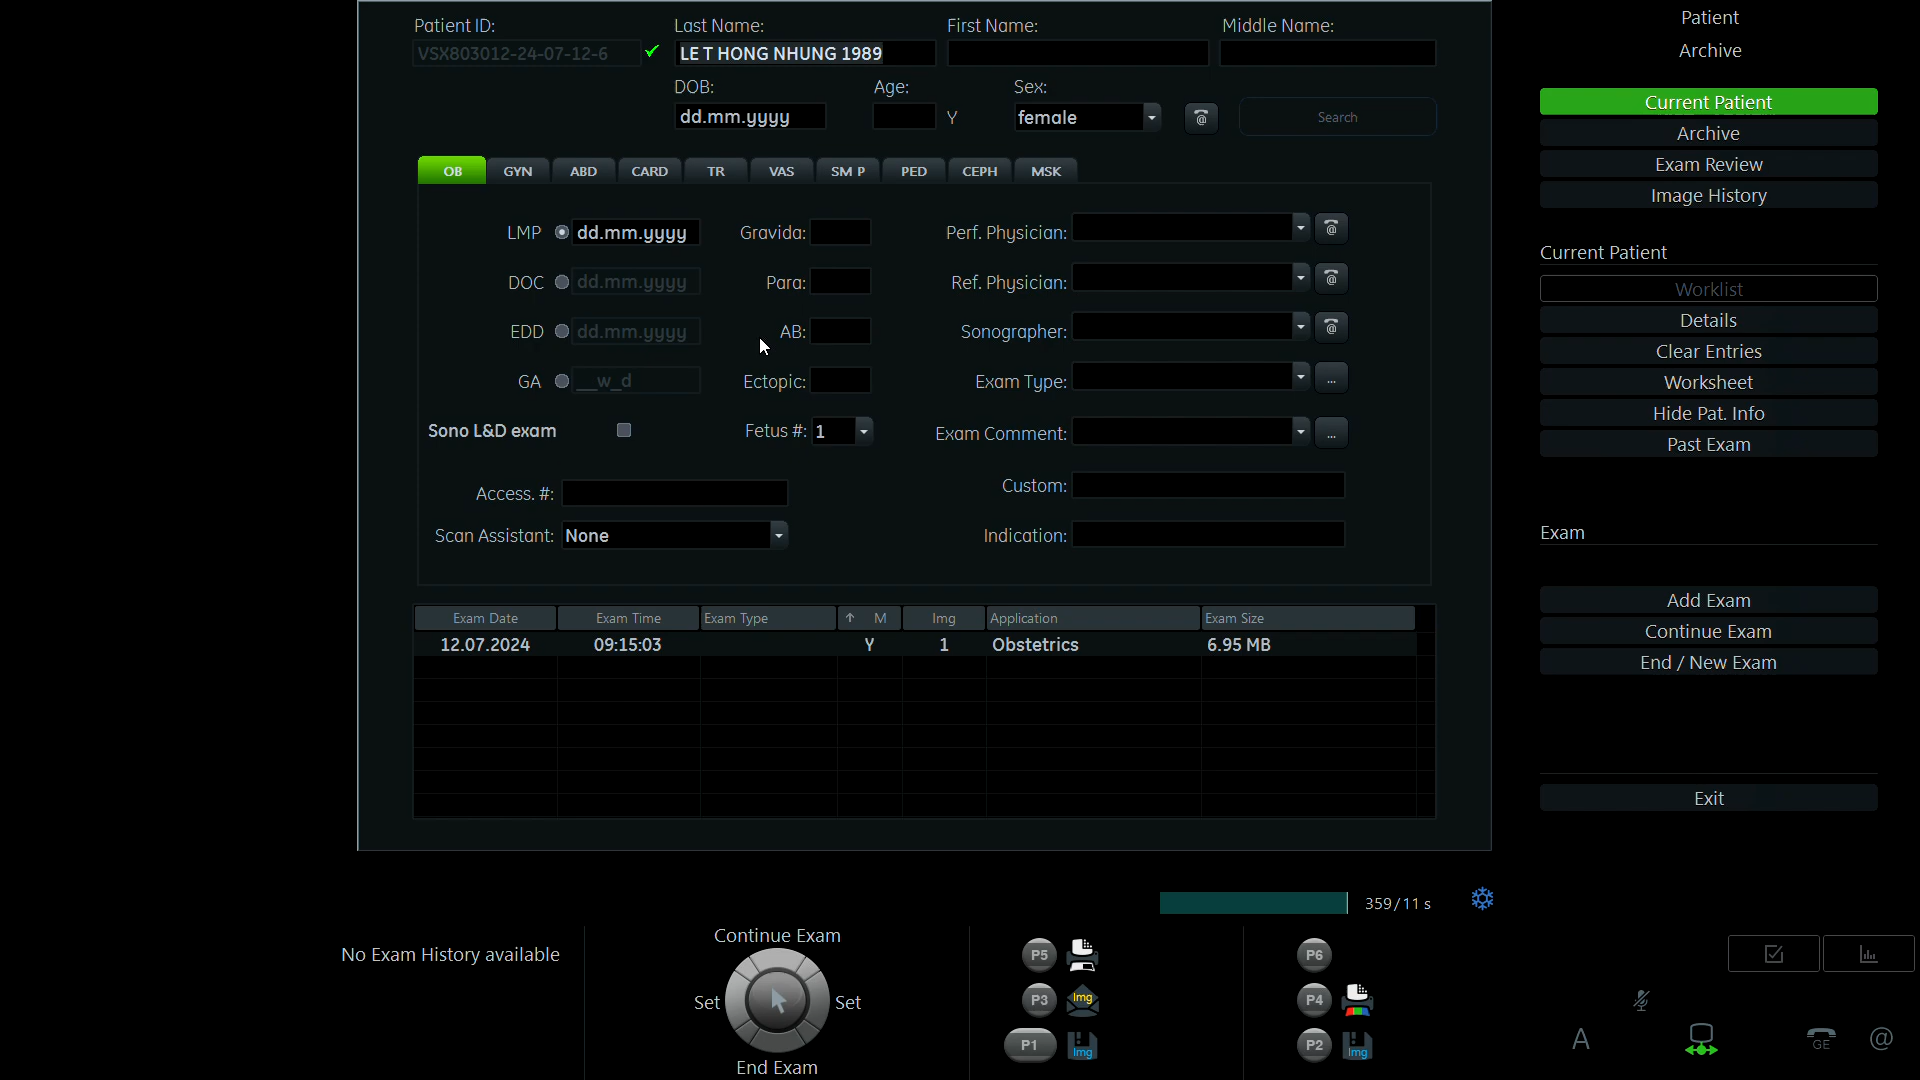 Patient ID: Last Name: First Name: Middle Name:
VSX803012-24-07-12-6 LE T HONG NHUNG 1989
DOB: Age: Sex:
dd.mm.yyyy Y female @ Search
OB GYN ABD CARD TR VAS SM P PED CEPH MSK
LMP dd.mm.yyyy Gravida: Perf. Physician: @
DOC dd.mm.yyyy Para: Ref. Physician: @
EDD dd.mm.yyyy AB: Sonographer: @
GA __w_d Ectopic: Exam Type: ...
Sono L&D exam Fetus #: 1 Exam Comment: ...
Access. #: Custom:
Scan Assistant: None Indication:
Exam Date Exam Time Exam Type ↑ M Img Application Exam Size
12.07.2024 09:15:03 Y 1 Obstetrics 6.95 MB
359/11 s
No Exam History available
Continue Exam
Set Set
End Exam
P5 P6
P3 Img P4
P1 Img P2 Img
Patient
Archive
Current Patient
Archive
Exam Review
Image History
Current Patient
Worklist
Details
Clear Entries
Worksheet
Hide Pat. Info
Past Exam
Exam
Add Exam
Continue Exam
End / New Exam
Exit
A GE @